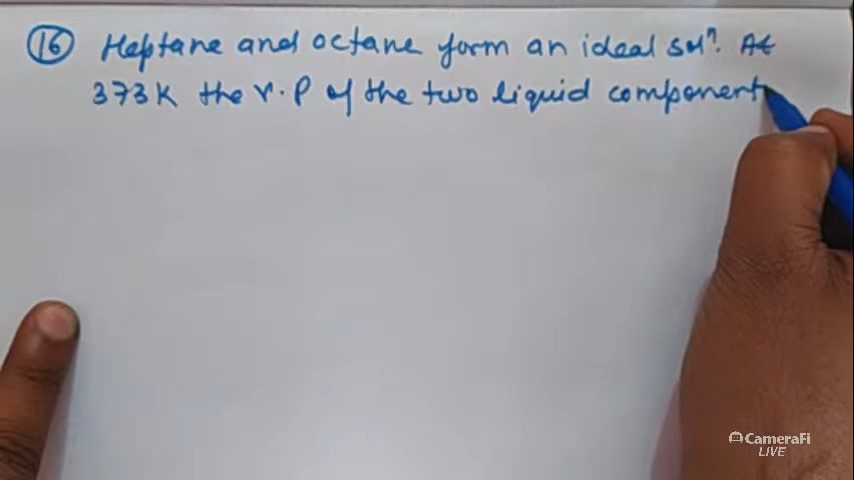 16 Heptane and octane form an ideal solⁿ. At
373K the V.P of the two liquid component
CameraFi
LIVE